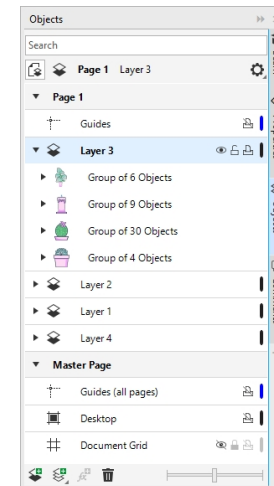 Objects
Search
Page 1 Layer 3
Page 1
Guides
Layer 3
Group of 6 Objects
Group of 9 Objects
Group of 30 Objects
Group of 4 Objects
Layer 2
Layer 1
Layer 4
Master Page
Guides (all pages)
Desktop
Document Grid